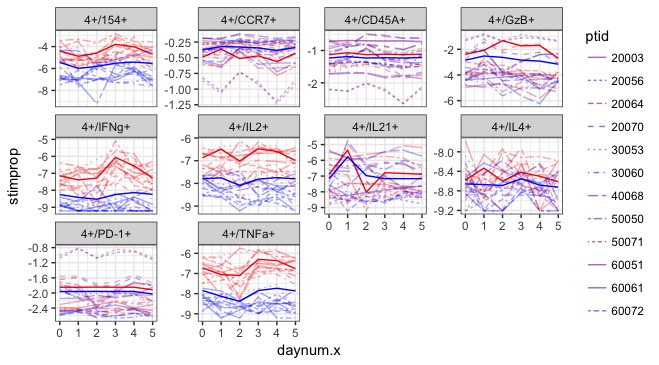 4+/154+ 4+/CCR7+ 4+/CD45A+ 4+/GzB+
-4 -6 -8
-0.25 -0.50 -0.75 -1.00 -1.25
-1 -2
-2 -4 -6
4+/IFNg+ 4+/IL2+ 4+/IL21+ 4+/IL4+
-5 -6 -7 -8 -9
-6 -7 -8 -9
-5 -6 -7 -8 -9
-8.0 -8.4 -8.8 -9.2
0 1 2 3 4 5
0 1 2 3 4 5
4+/PD-1+ 4+/TNFa+
-0.8 -1.2 -1.6 -2.0 -2.4
-6 -7 -8 -9
0 1 2 3 4 5
0 1 2 3 4 5
stimprop
daynum.x
ptid
20003
20056
20064
20070
30053
30060
40068
50050
50071
60051
60061
60072